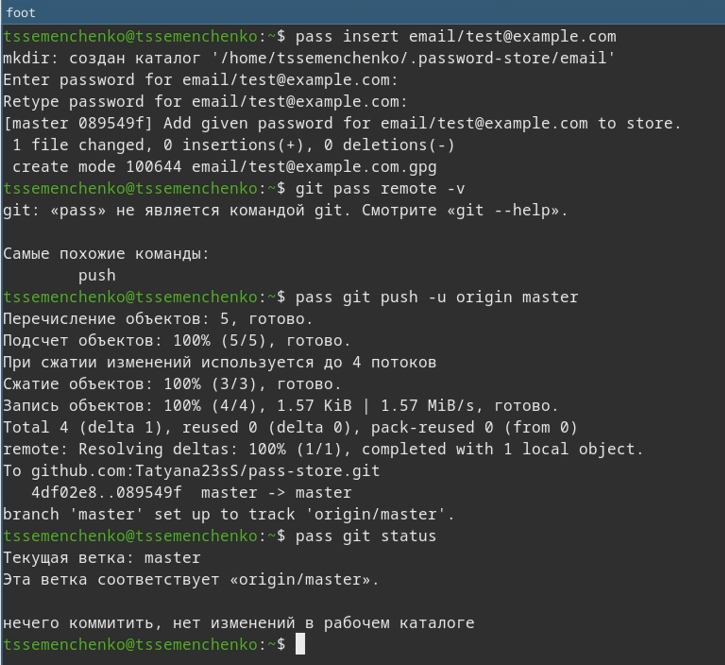 foot
tssemenchenko@tssemenchenko:~$ pass insert email/test@example.com
mkdir: создан каталог '/home/tssemenchenko/.password-store/email'
Enter password for email/test@example.com:
Retype password for email/test@example.com:
[master 089549f] Add given password for email/test@example.com to store.
 1 file changed, 0 insertions(+), 0 deletions(-)
 create mode 100644 email/test@example.com.gpg
tssemenchenko@tssemenchenko:~$ git pass remote -v
git: «pass» не является командой git. Смотрите «git --help».

Самые похожие команды:
        push
tssemenchenko@tssemenchenko:~$ pass git push -u origin master
Перечисление объектов: 5, готово.
Подсчет объектов: 100% (5/5), готово.
При сжатии изменений используется до 4 потоков
Сжатие объектов: 100% (3/3), готово.
Запись объектов: 100% (4/4), 1.57 KiB | 1.57 MiB/s, готово.
Total 4 (delta 1), reused 0 (delta 0), pack-reused 0 (from 0)
remote: Resolving deltas: 100% (1/1), completed with 1 local object.
To github.com:Tatyana23sS/pass-store.git
   4df02e8..089549f  master -> master
branch 'master' set up to track 'origin/master'.
tssemenchenko@tssemenchenko:~$ pass git status
Текущая ветка: master
Эта ветка соответствует «origin/master».

нечего коммитить, нет изменений в рабочем каталоге
tssemenchenko@tssemenchenko:~$